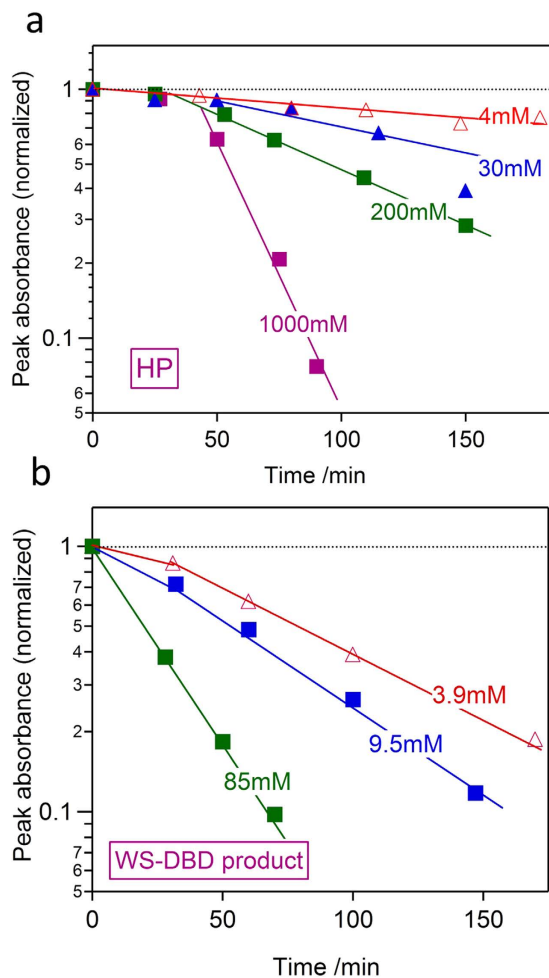 a
Peak absorbance (normalized)
1
6
5
4
3
2
0.1
6
5
4mM
30mM
200mM
1000mM
HP
0
50
100
150
Time /min
b
Peak absorbance (normalized)
1
7
6
5
4
3
2
0.1
7
6
5
3.9mM
9.5mM
85mM
WS-DBD product
0
50
100
150
Time /min